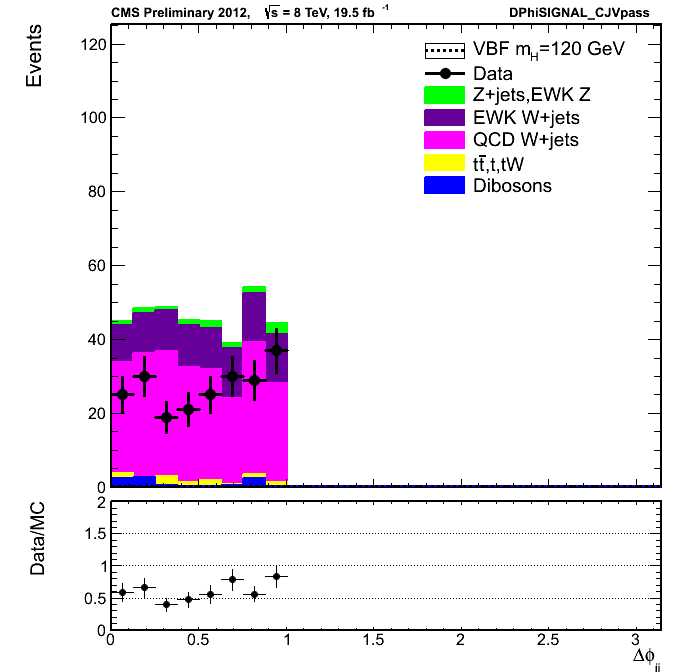 CMS Preliminary 2012, √s = 8 TeV, 19.5 fb⁻¹ DPhiSIGNAL_CJVpass
Events
120
100
80
60
40
20
0
VBF m_H=120 GeV
Data
Z+jets,EWK Z
EWK W+jets
QCD W+jets
tt̄,t,tW
Dibosons
Data/MC
2
1.5
1
0.5
0
0 0.5 1 1.5 2 2.5 3
Δϕ_jj